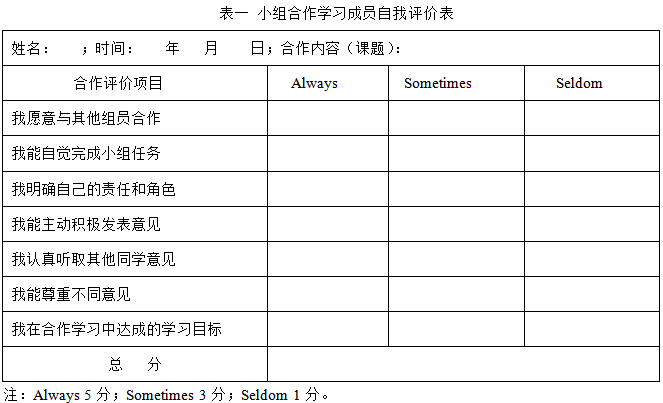 表一 小组合作学习成员自我评价表
姓名： ；时间： 年 月 日；合作内容（课题）：
合作评价项目 Always Sometimes Seldom
我愿意与其他组员合作
我能自觉完成小组任务
我明确自己的责任和角色
我能主动积极发表意见
我认真听取其他同学意见
我能尊重不同意见
我在合作学习中达成的学习目标
总 分
注：Always 5 分；Sometimes 3 分；Seldom 1 分。